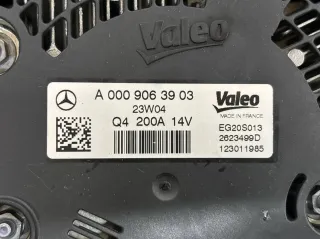 Valeo
A 000 906 39 03
23W04
Q4 200A 14V
Valeo
MADE IN FRANCE
EG20S013
2623499D
123011985